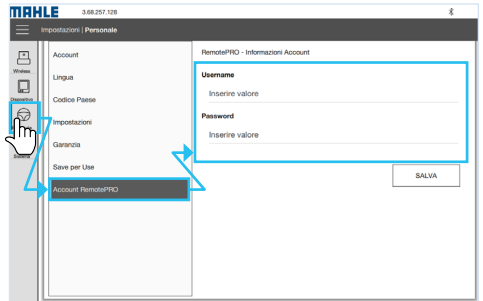 MAHLE
3.68.257.128
Impostazioni | Personale
Wireless
Dispositivo
Account
Lingua
Codice Paese
Impostazioni
Garanzia
Save per Use
Account RemotePRO
RemotePRO - Informazioni Account
Username
Inserire valore
Password
Inserire valore
SALVA